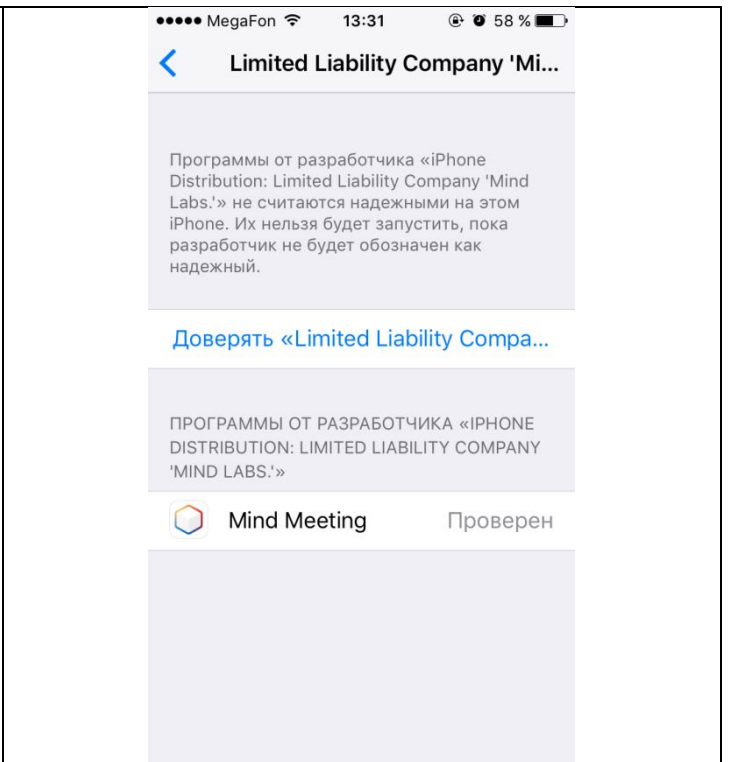 MegaFon 13:31 58 %
Limited Liability Company 'Mi...
Программы от разработчика «iPhone
Distribution: Limited Liability Company 'Mind
Labs.'» не считаются надежными на этом
iPhone. Их нельзя будет запустить, пока
разработчик не будет обозначен как
надежный.
Доверять «Limited Liability Compa...
ПРОГРАММЫ ОТ РАЗРАБОТЧИКА «IPHONE
DISTRIBUTION: LIMITED LIABILITY COMPANY
'MIND LABS.'»
Mind Meeting Проверен